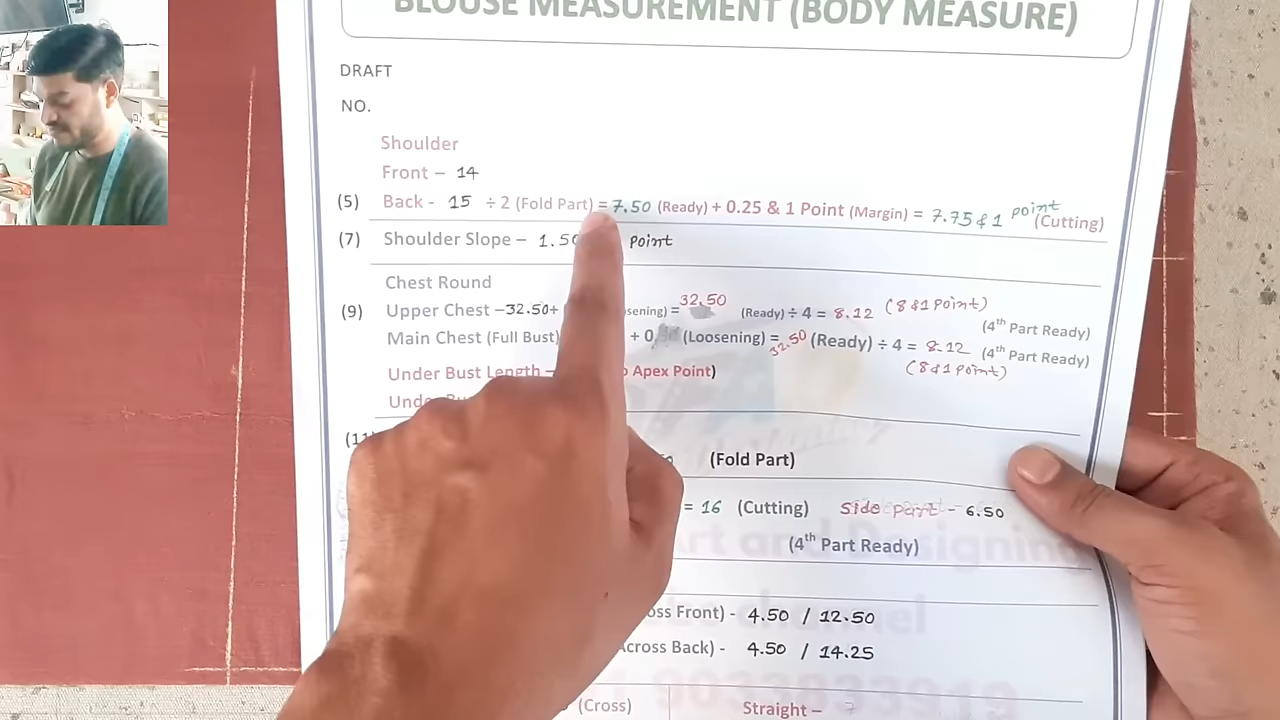 BLOUSE MEASUREMENT (BODY MEASURE)
DRAFT
NO.
Shoulder
Front – 14
(5) Back - 15 ÷ 2 (Fold Part) = 7.50 (Ready) + 0.25 & 1 Point (Margin) = 7.75 & 1 point (Cutting)
(7) Shoulder Slope – 1.50 Point
Chest Round
(9) Upper Chest – 32.50 + = 32.50 (Ready) ÷ 4 = 8.12 (8 & 1 Point) (4th Part Ready)
Main Chest (Full Bust) + (Loosening) = 32.50 (Ready) ÷ 4 = 8.12 (4th Part Ready)
(8 & 1 Point)
Under Bust Length – Apex Point)
(Fold Part)
= 16 (Cutting) Side part - 6.50
(4th Part Ready)
Front) - 4.50 / 12.50
Across Back) - 4.50 / 14.25
(Cross) Straight –